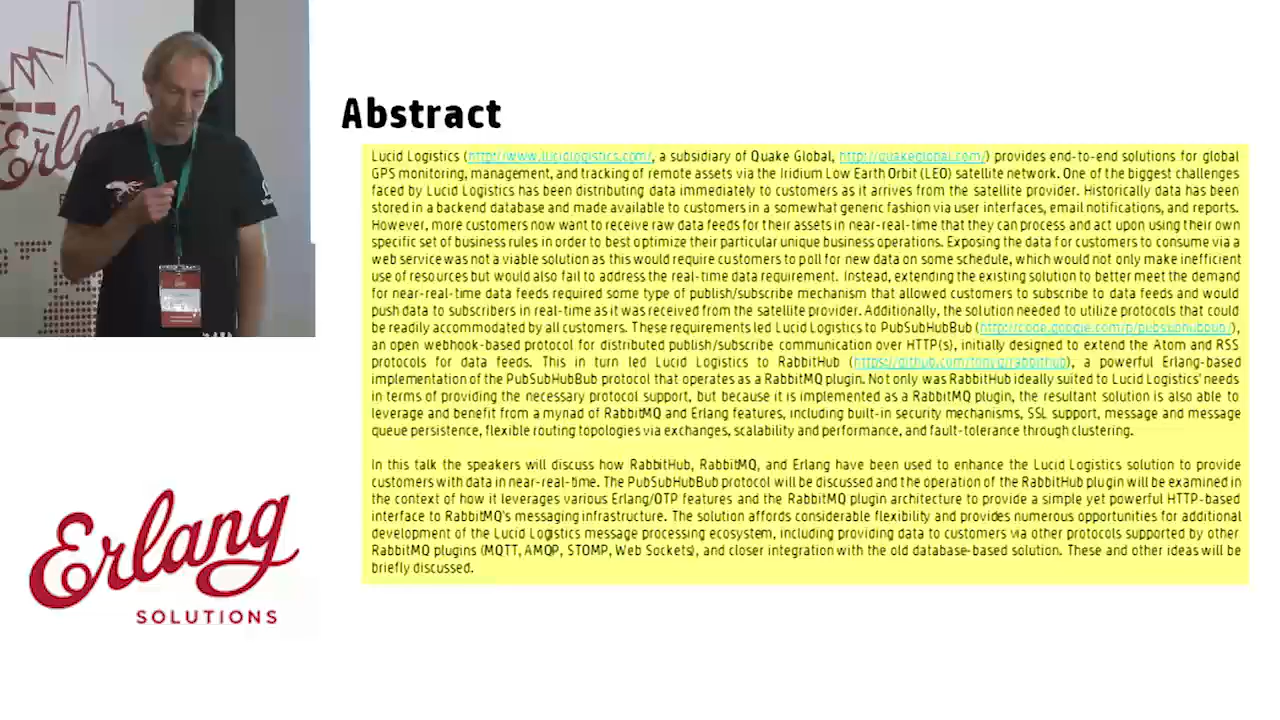 Erlang
Abstract
Lucid Logistics (http://www.lucidlogistics.com/, a subsidiary of Quake Global, http://quakeglobal.com/) provides end-to-end solutions for global
GPS monitoring, management, and tracking of remote assets via the Iridium Low Earth Orbit (LEO) satellite network. One of the biggest challenges
faced by Lucid Logistics has been distributing data immediately to customers as it arrives from the satellite provider. Historically data has been
stored in a backend database and made available to customers in a somewhat generic fashion via user interfaces, email notifications, and reports.
However, more customers now want to receive raw data feeds for their assets in near-real-time that they can process and act upon using their own
specific set of business rules in order to best optimize their particular unique business operations. Exposing the data for customers to consume via a
web service was not a viable solution as this would require customers to poll for new data on some schedule, which would not only make inefficient
use of resources but would also fail to address the real-time data requirement. Instead, extending the existing solution to better meet the demand
for near-real-time data feeds required some type of publish/subscribe mechanism that allowed customers to subscribe to data feeds and would
push data to subscribers in real-time as it was received from the satellite provider. Additionally, the solution needed to utilize protocols that could
be readily accommodated by all customers. These requirements led Lucid Logistics to PubSubHubBub (http://code.google.com/p/pubsubhubbub/),
an open webhook-based protocol for distributed publish/subscribe communication over HTTP(s), initially designed to extend the Atom and RSS
protocols for data feeds. This in turn led Lucid Logistics to RabbitHub (https://github.com/tonyg/rabbithub), a powerful Erlang-based
implementation of the PubSubHubBub protocol that operates as a RabbitMQ plugin. Not only was RabbitHub ideally suited to Lucid Logistics' needs
in terms of providing the necessary protocol support, but because it is implemented as a RabbitMQ plugin, the resultant solution is also able to
leverage and benefit from a myriad of RabbitMQ and Erlang features, including built-in security mechanisms, SSL support, message and message
queue persistence, flexible routing topologies via exchanges, scalability and performance, and fault-tolerance through clustering.
In this talk the speakers will discuss how RabbitHub, RabbitMQ, and Erlang have been used to enhance the Lucid Logistics solution to provide
customers with data in near-real-time. The PubSubHubBub protocol will be discussed and the operation of the RabbitHub plugin will be examined in
the context of how it leverages various Erlang/OTP features and the RabbitMQ plugin architecture to provide a simple yet powerful HTTP-based
interface to RabbitMQ's messaging infrastructure. The solution affords considerable flexibility and provides numerous opportunities for additional
development of the Lucid Logistics message processing ecosystem, including providing data to customers via other protocols supported by other
RabbitMQ plugins (MQTT, AMQP, STOMP, Web Sockets), and closer integration with the old database-based solution. These and other ideas will be
briefly discussed.
Erlang
SOLUTIONS